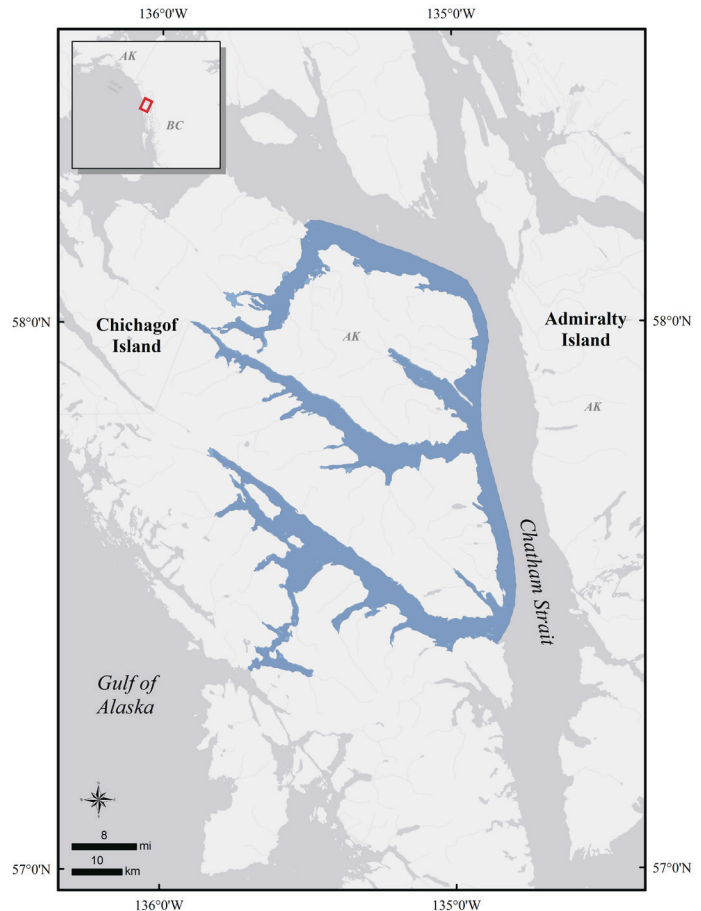 136°0'W
135°0'W
AK
BC
58°0'N
Chichagof
Island
AK
Admiralty
Island
58°0'N
AK
Chatham Strait
Gulf of
Alaska
8
mi
10
km
57°0'N
57°0'N
136°0'W
135°0'W